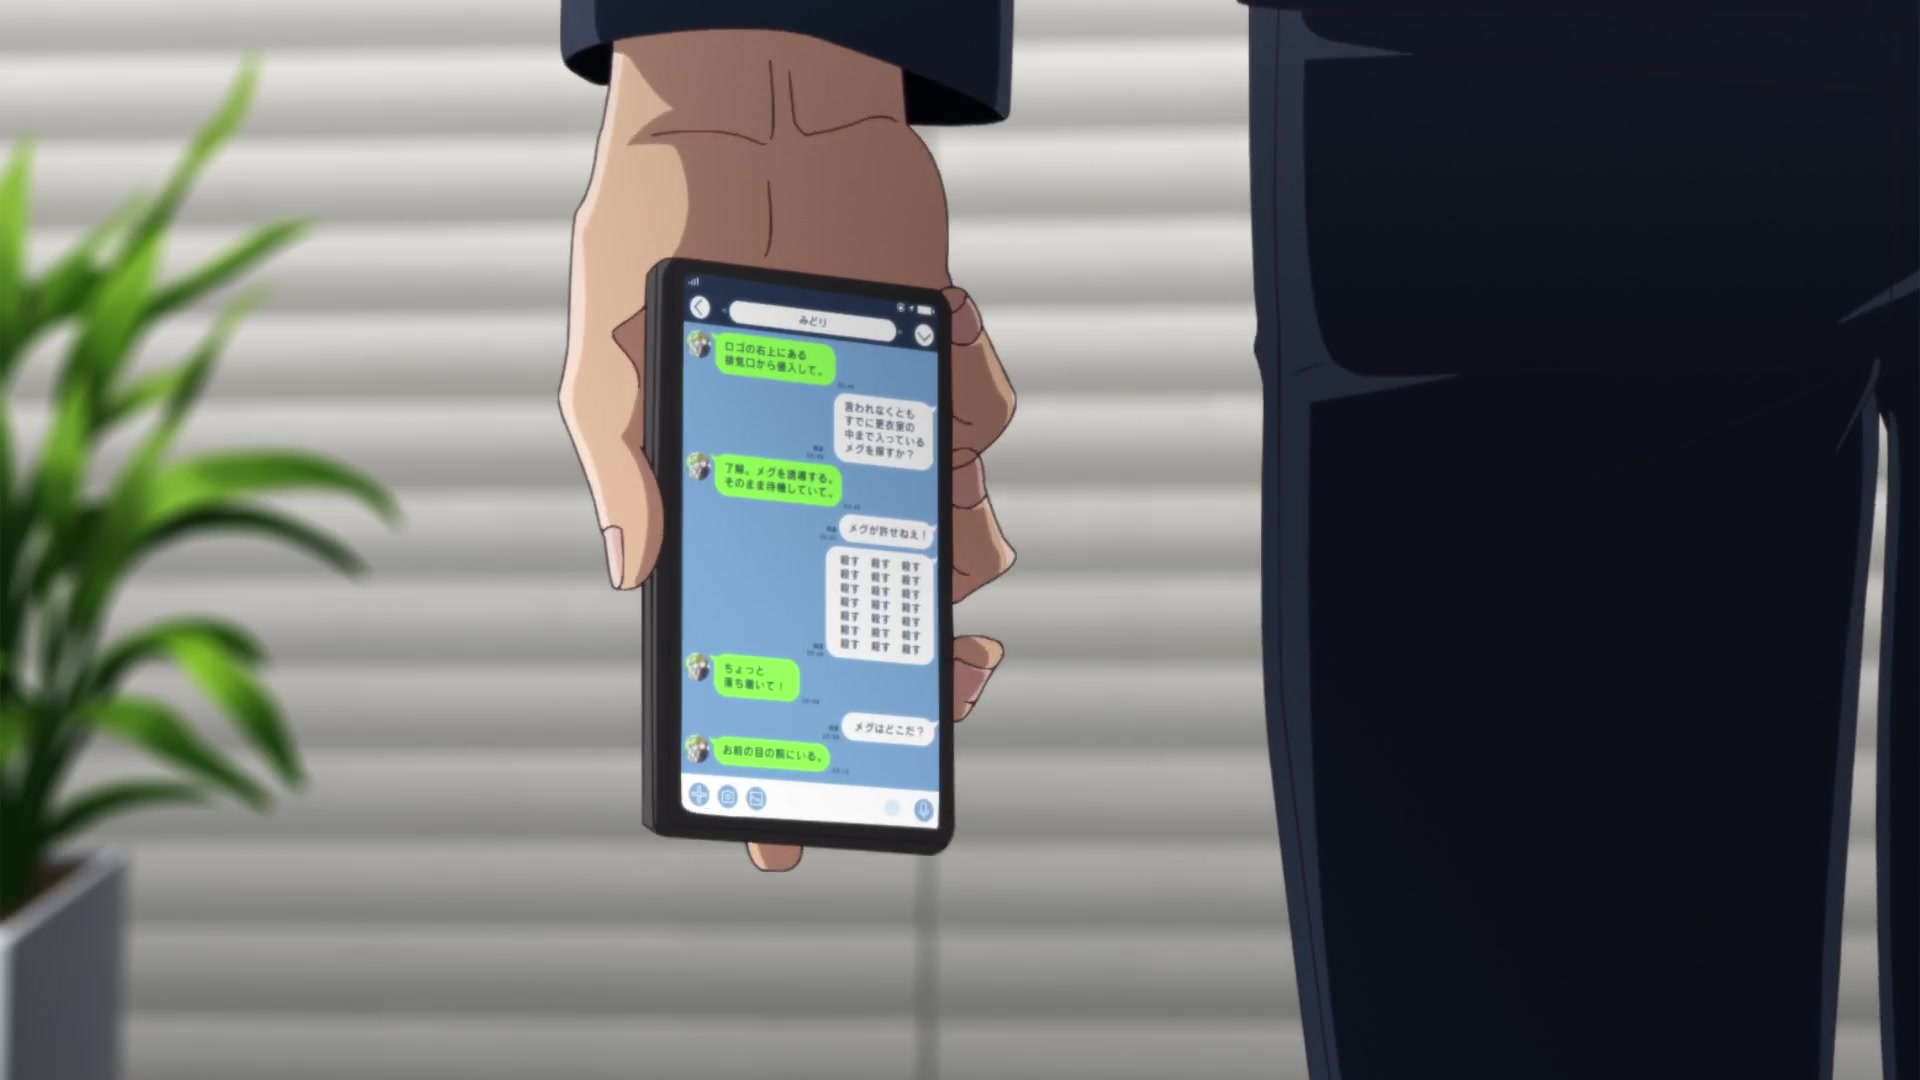 みどり
ロゴの右上にある
排気口から侵入して。
言われなくとも
すでに更衣室の
中まで入っている
メグを探すか？
了解。メグを誘導する。
そのまま待機していて。
メグが許せねえ！
殺す 殺す 殺す
殺す 殺す 殺す
殺す 殺す 殺す
殺す 殺す 殺す
殺す 殺す 殺す
殺す 殺す 殺す
殺す 殺す 殺す
ちょっと
落ち着いて！
メグはどこだ？
お前の目の前にいる。